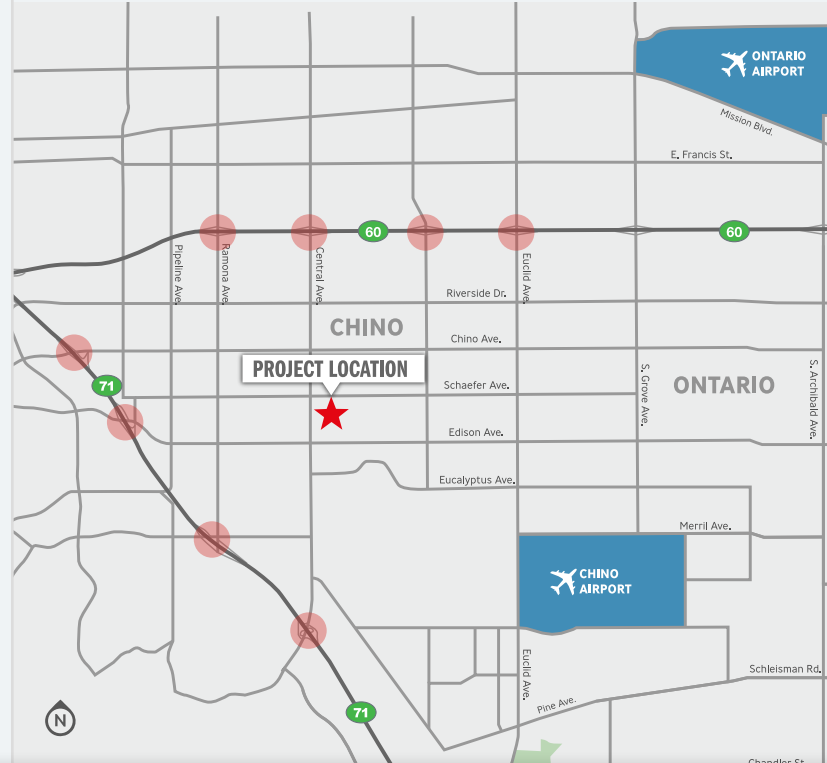 ONTARIO
AIRPORT
Mission Blvd.
E. Francis St.
60
60
Pipeline Ave.
Ramona Ave.
Central Ave.
Euclid Ave.
Riverside Dr.
CHINO
Chino Ave.
PROJECT LOCATION
71
Schaefer Ave.
S. Grove Ave.
ONTARIO
S. Archibald Ave.
Edison Ave.
Eucalyptus Ave.
Merril Ave.
CHINO
AIRPORT
Euclid Ave.
Schleisman Rd.
Pine Ave.
71
N
Chandler St.